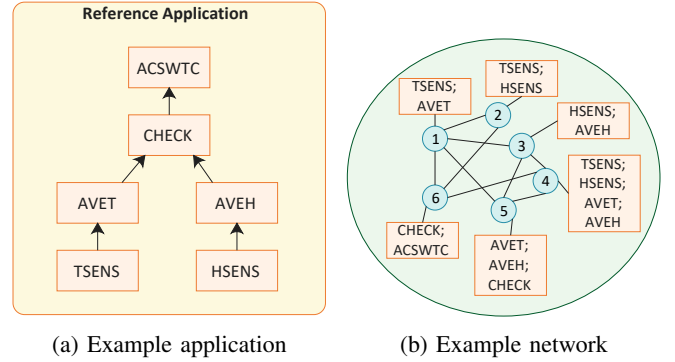 Reference Application
ACSWTC
CHECK
AVET
AVEH
TSENS
HSENS
(a) Example application
TSENS;
AVET
TSENS;
HSENS
HSENS;
AVEH
TSENS;
HSENS;
AVET;
AVEH
1
2
3
4
5
6
CHECK;
ACSWTC
AVET;
AVEH;
CHECK
(b) Example network